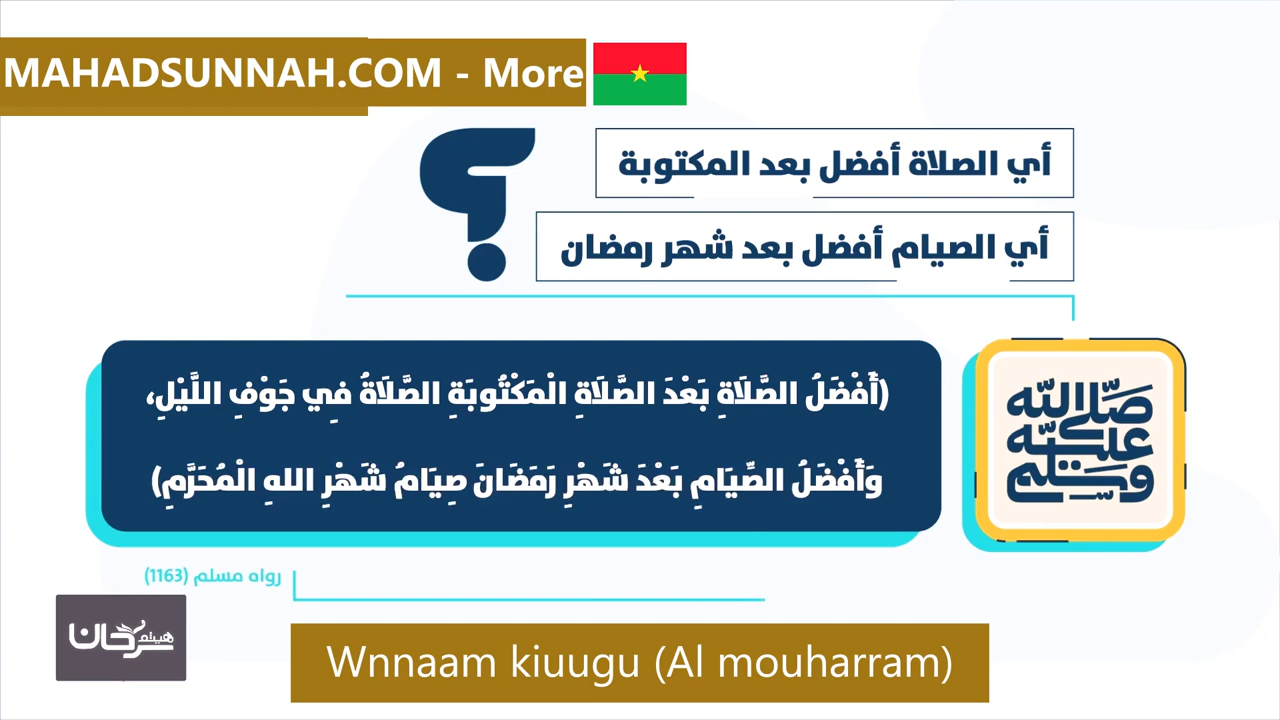 MAHADSUNNAH.COM - More
أي الصلاة أفضل بعد المكتوبة
أي الصيام أفضل بعد شهر رمضان
؟
(أَفْضَلُ الصَّلَاةِ بَعْدَ الصَّلَاةِ الْمَكْتُوبَةِ الصَّلَاةُ فِي جَوْفِ اللَّيْلِ،
وَأَفْضَلُ الصِّيَامِ بَعْدَ شَهْرِ رَمَضَانَ صِيَامُ شَهْرِ اللهِ الْمُحَرَّمِ)
صلى الله
عليه
وسلم
رواه مسلم (1163)
هيثم
سرحان
Wnnaam kiuugu (Al mouharram)